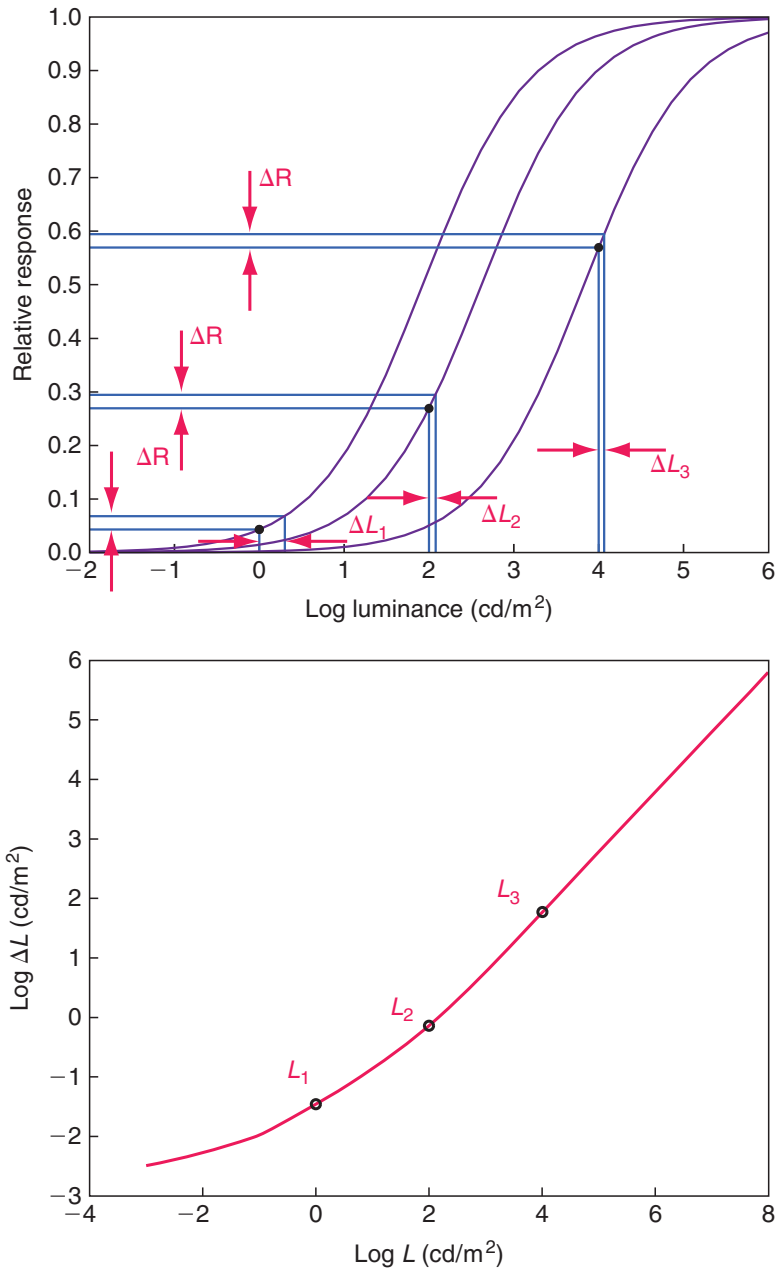 1.0
0.9
0.8
0.7
0.6
0.5
0.4
0.3
0.2
0.1
0.0
Relative response
ΔR
ΔR
ΔR
ΔL1
ΔL2
ΔL3
−2 −1 0 1 2 3 4 5 6
Log luminance (cd/m²)
6
5
4
3
2
1
0
−1
−2
−3
Log ΔL (cd/m²)
L3
L2
L1
−4 −2 0 2 4 6 8
Log L (cd/m²)